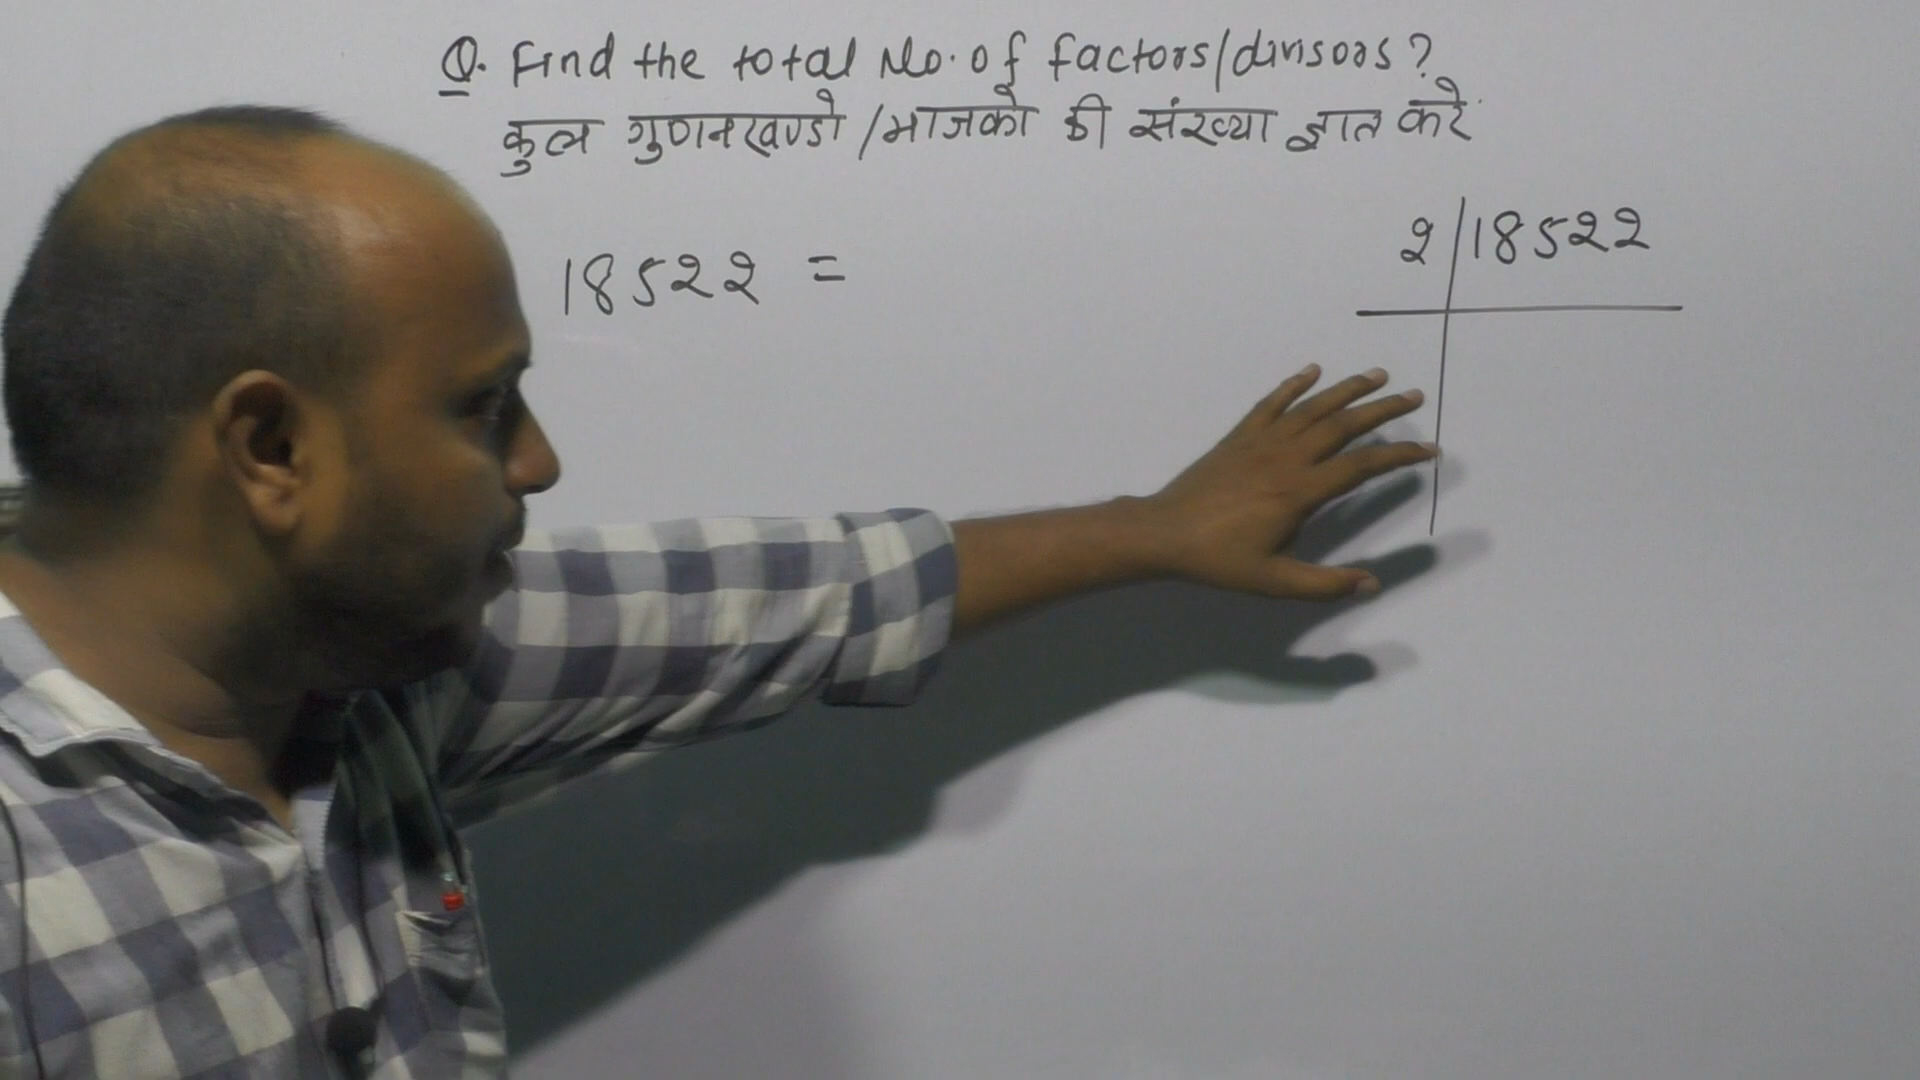 Q. Find the total No. of factors/divisors?
कुल गुणनखण्डो /भाजको की संख्या ज्ञात करे
18522 =
2 18522